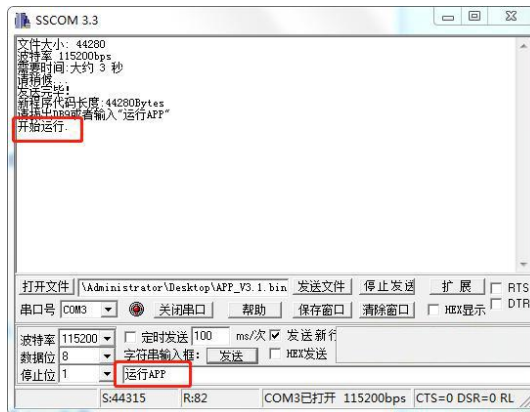 SSCOM 3.3
文件大小: 44280
波特率 115200bps
需要时间:大约 3 秒
请稍候...
发送完毕!
新程序代码长度:44280Bytes
请拔出DB9或者输入"运行APP"
开始运行.
打开文件 \Administrator\Desktop\APP_V3.1.bin 发送文件 停止发送 扩 展 RTS
串口号 COM3 关闭串口 帮助 保存窗口 清除窗口 HEX显示 DTR
波特率 115200 定时发送 100 ms/次 发送新行
数据位 8 字符串输入框: 发送 HEX发送
停止位 1 运行APP
S:44315 R:82 COM3已打开 115200bps CTS=0 DSR=0 RL